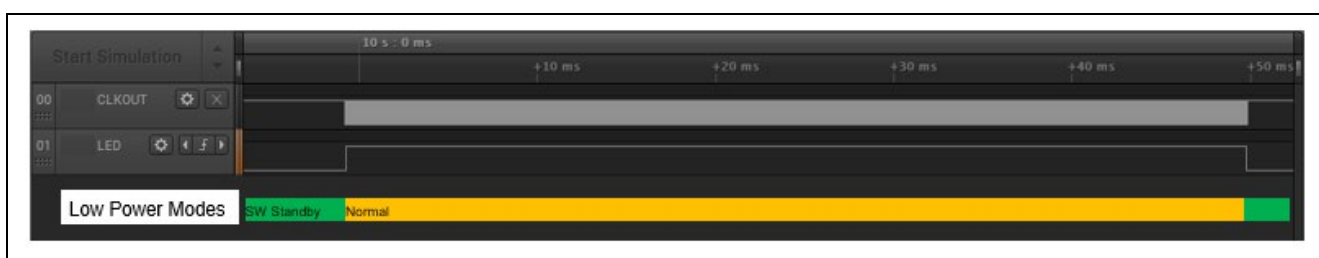 Start Simulation
10 s : 0 ms
+10 ms +20 ms +30 ms +40 ms +50 ms
00 CLKOUT
01 LED
Low Power Modes SW Standby Normal